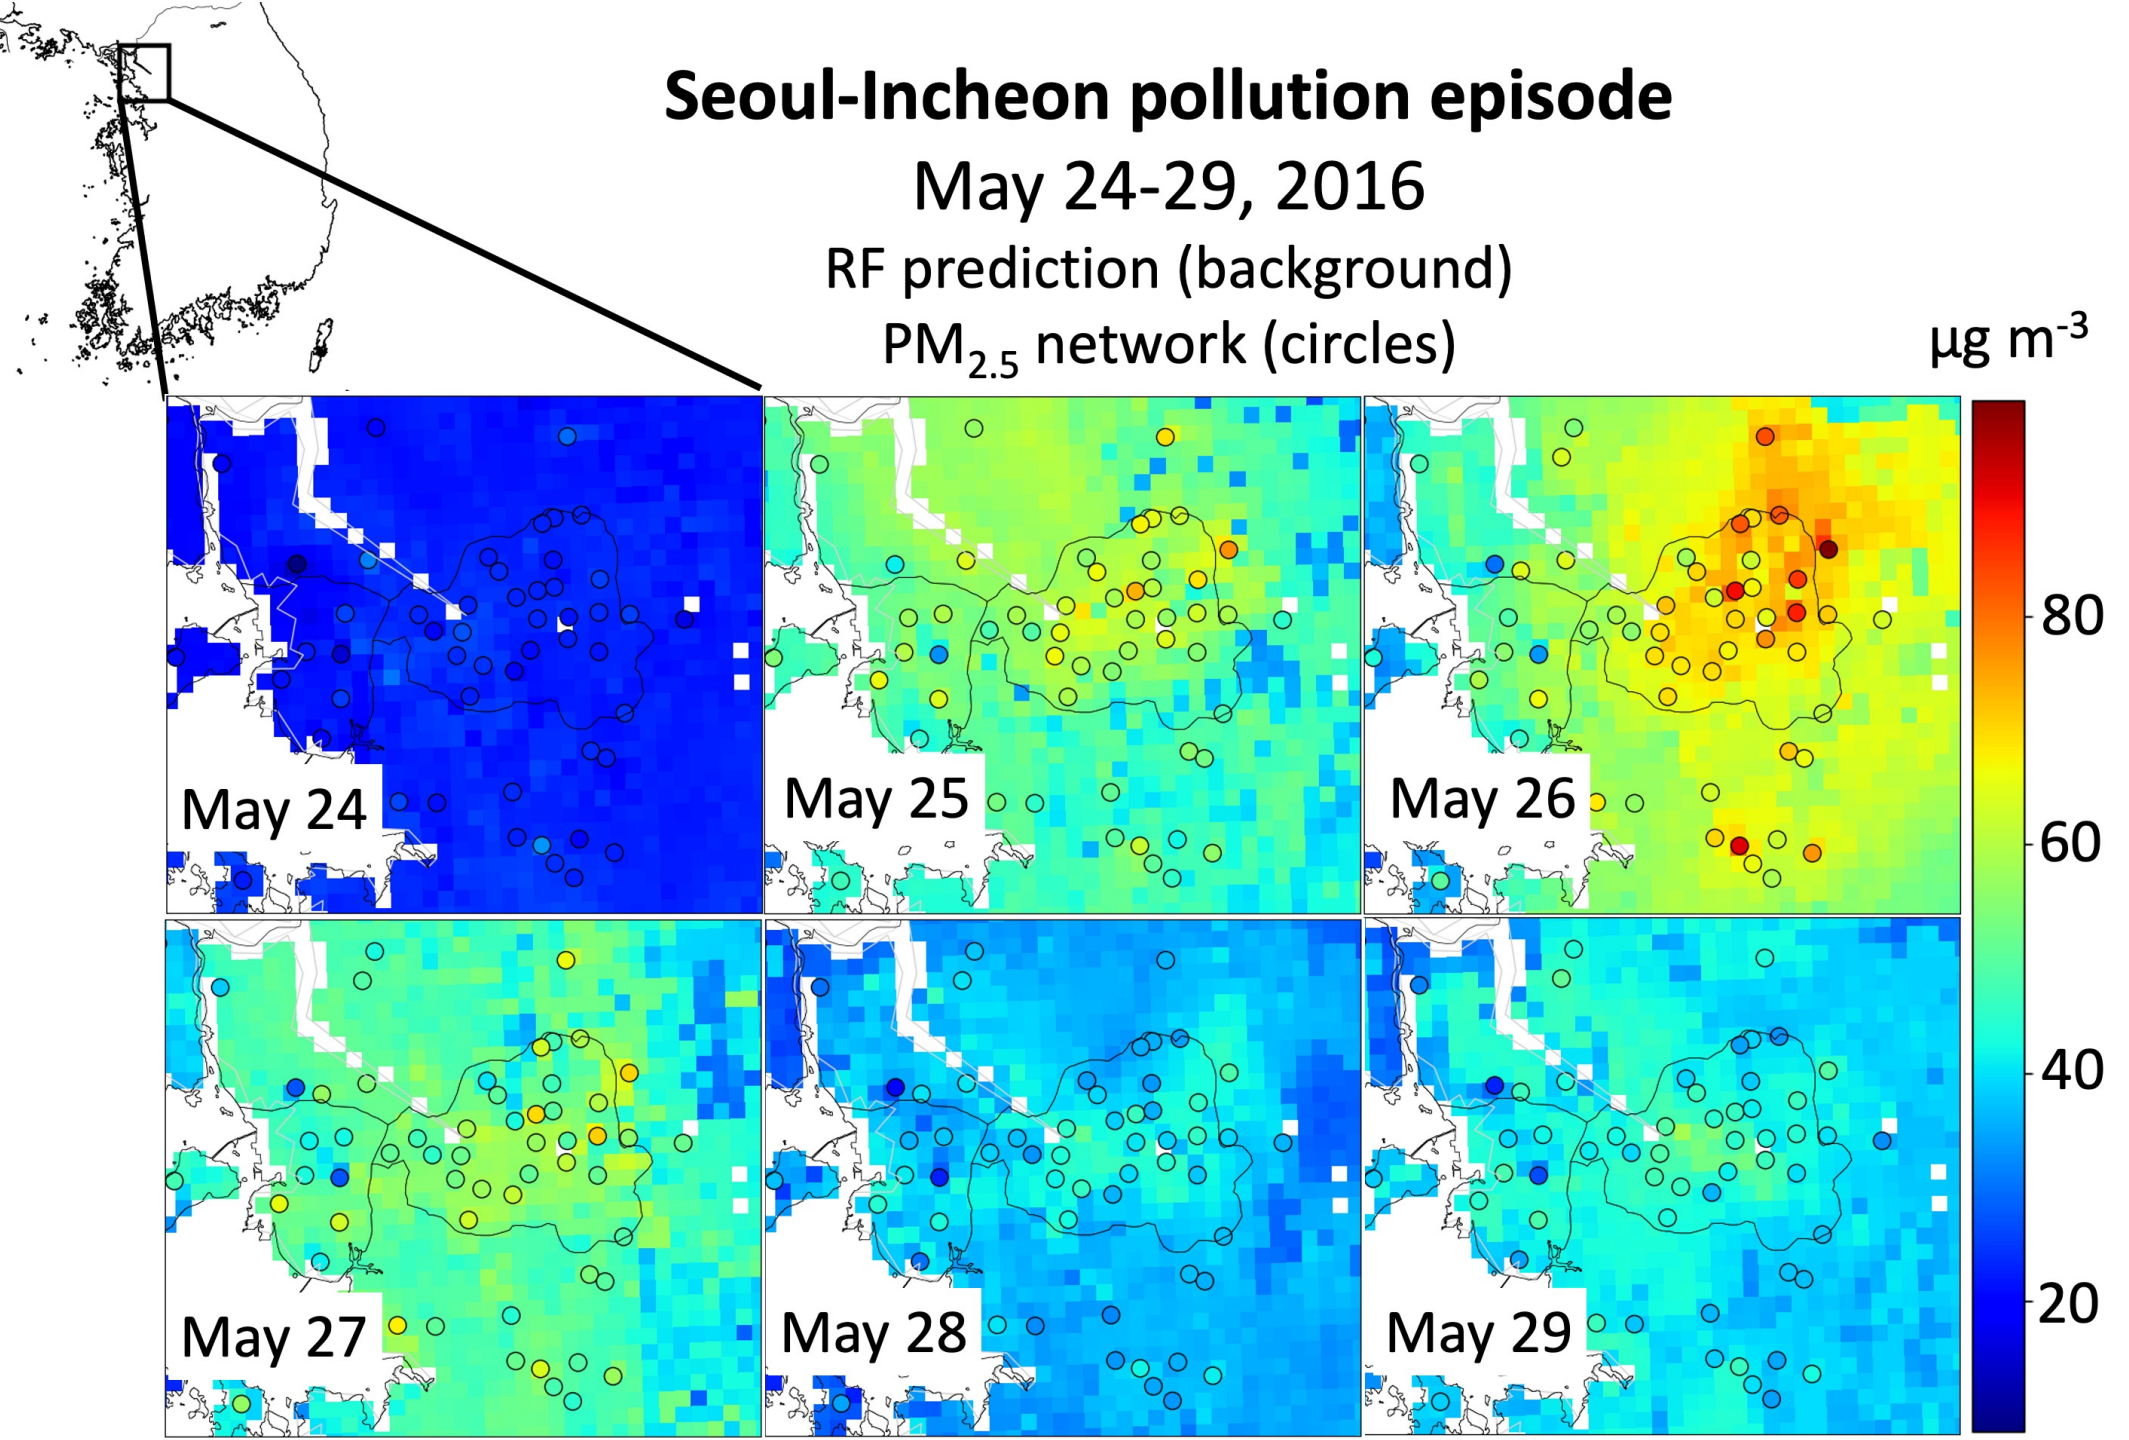 Seoul-Incheon pollution episode
May 24-29, 2016
RF prediction (background)
PM2.5 network (circles)
µg m-3
May 24
May 25
May 26
May 27
May 28
May 29
80
60
40
20